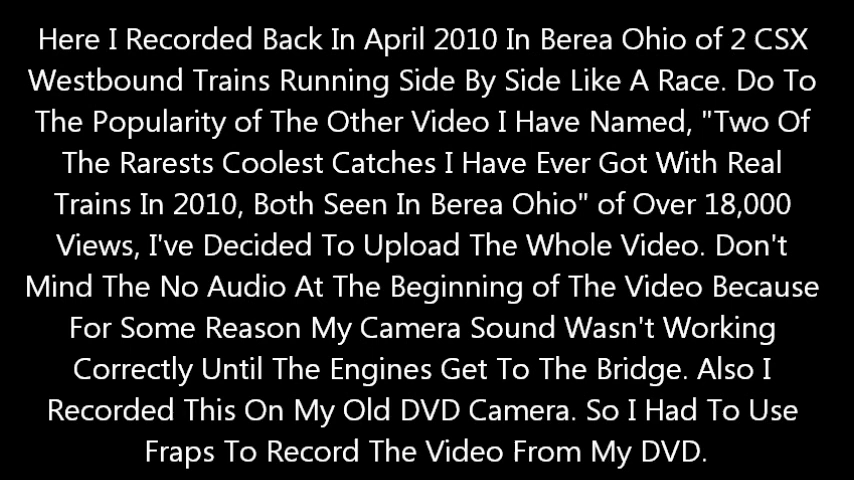 Here I Recorded Back In April 2010 In Berea Ohio of 2 CSX
Westbound Trains Running Side By Side Like A Race. Do To
The Popularity of The Other Video I Have Named, "Two Of
The Rarests Coolest Catches I Have Ever Got With Real
Trains In 2010, Both Seen In Berea Ohio" of Over 18,000
Views, I've Decided To Upload The Whole Video. Don't
Mind The No Audio At The Beginning of The Video Because
For Some Reason My Camera Sound Wasn't Working
Correctly Until The Engines Get To The Bridge. Also I
Recorded This On My Old DVD Camera. So I Had To Use
Fraps To Record The Video From My DVD.